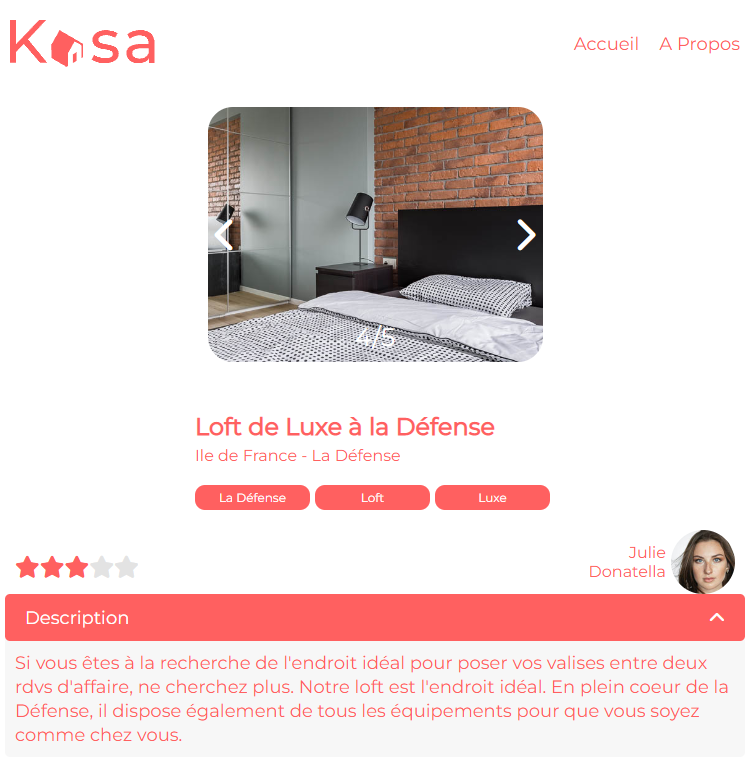 Kasa
Accueil A Propos
4/5
Loft de Luxe à la Défense
Ile de France - La Défense
La Défense Loft Luxe
Julie
Donatella
Description
Si vous êtes à la recherche de l'endroit idéal pour poser vos valises entre deux
rdvs d'affaire, ne cherchez plus. Notre loft est l'endroit idéal. En plein coeur de la
Défense, il dispose également de tous les équipements pour que vous soyez
comme chez vous.